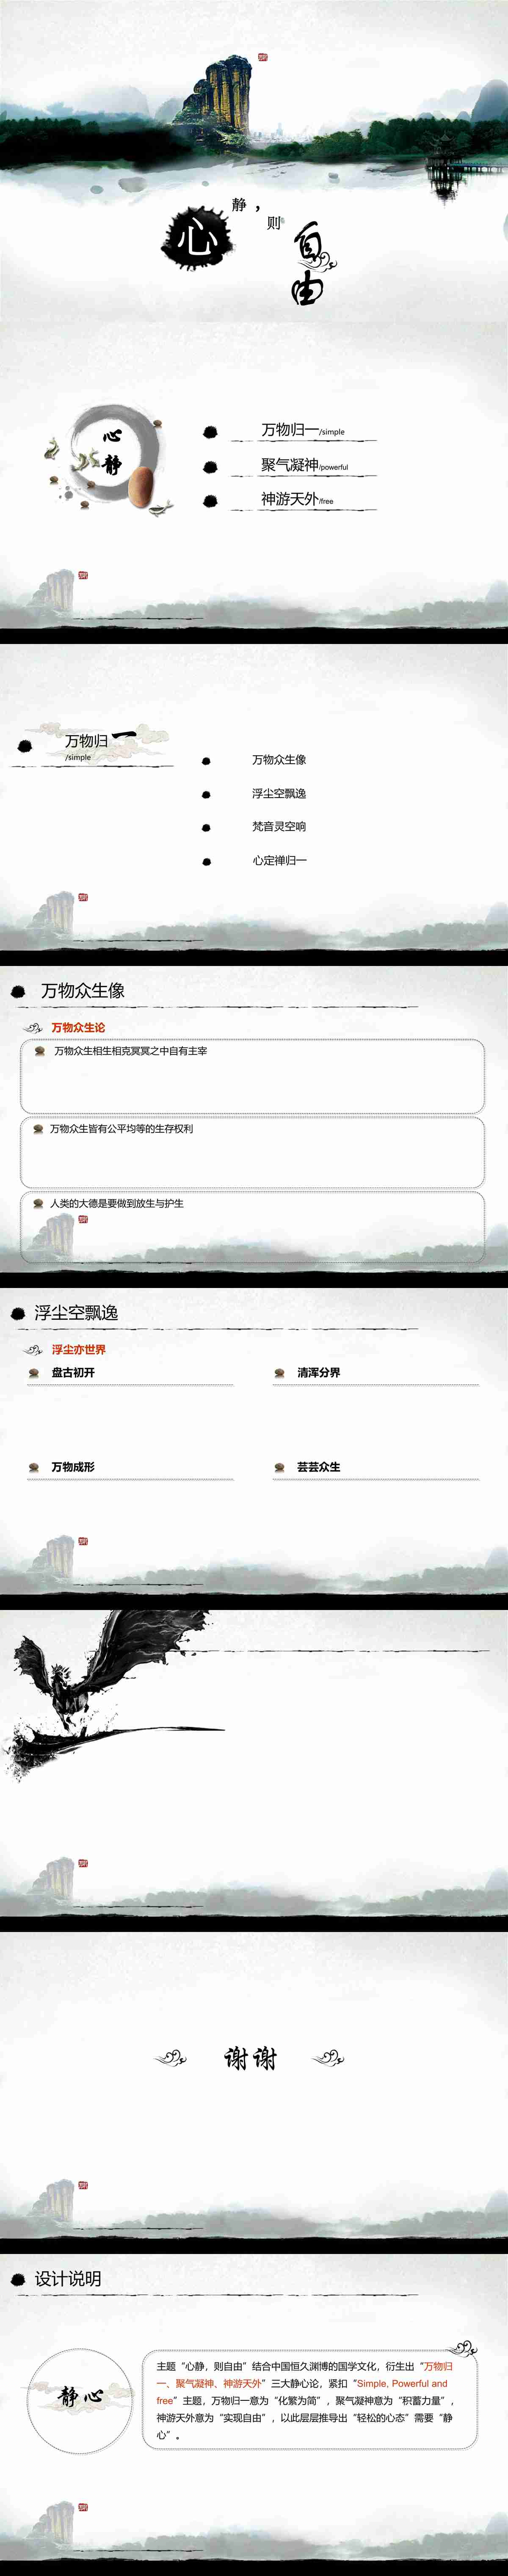 心静，则自由
心静
万物归一/simple
聚气凝神/powerful
神游天外/free
万物归一
/simple
万物众生像
浮尘空飘逸
梵音灵空响
心定禅归一
万物众生像
万物众生论
万物众生相生相克冥冥之中自有主宰
万物众生皆有公平均等的生存权利
人类的大德是要做到放生与护生
浮尘空飘逸
浮尘亦世界
盘古初开
清浑分界
万物成形
芸芸众生
谢谢
设计说明
静心
主题“心静，则自由”结合中国恒久渊博的国学文化，衍生出“万物归
一、聚气凝神、神游天外”三大静心论，紧扣“Simple, Powerful and
free”主题，万物归一意为“化繁为简”，聚气凝神意为“积蓄力量”，
神游天外意为“实现自由”，以此层层推导出“轻松的心态”需要“静
心”。